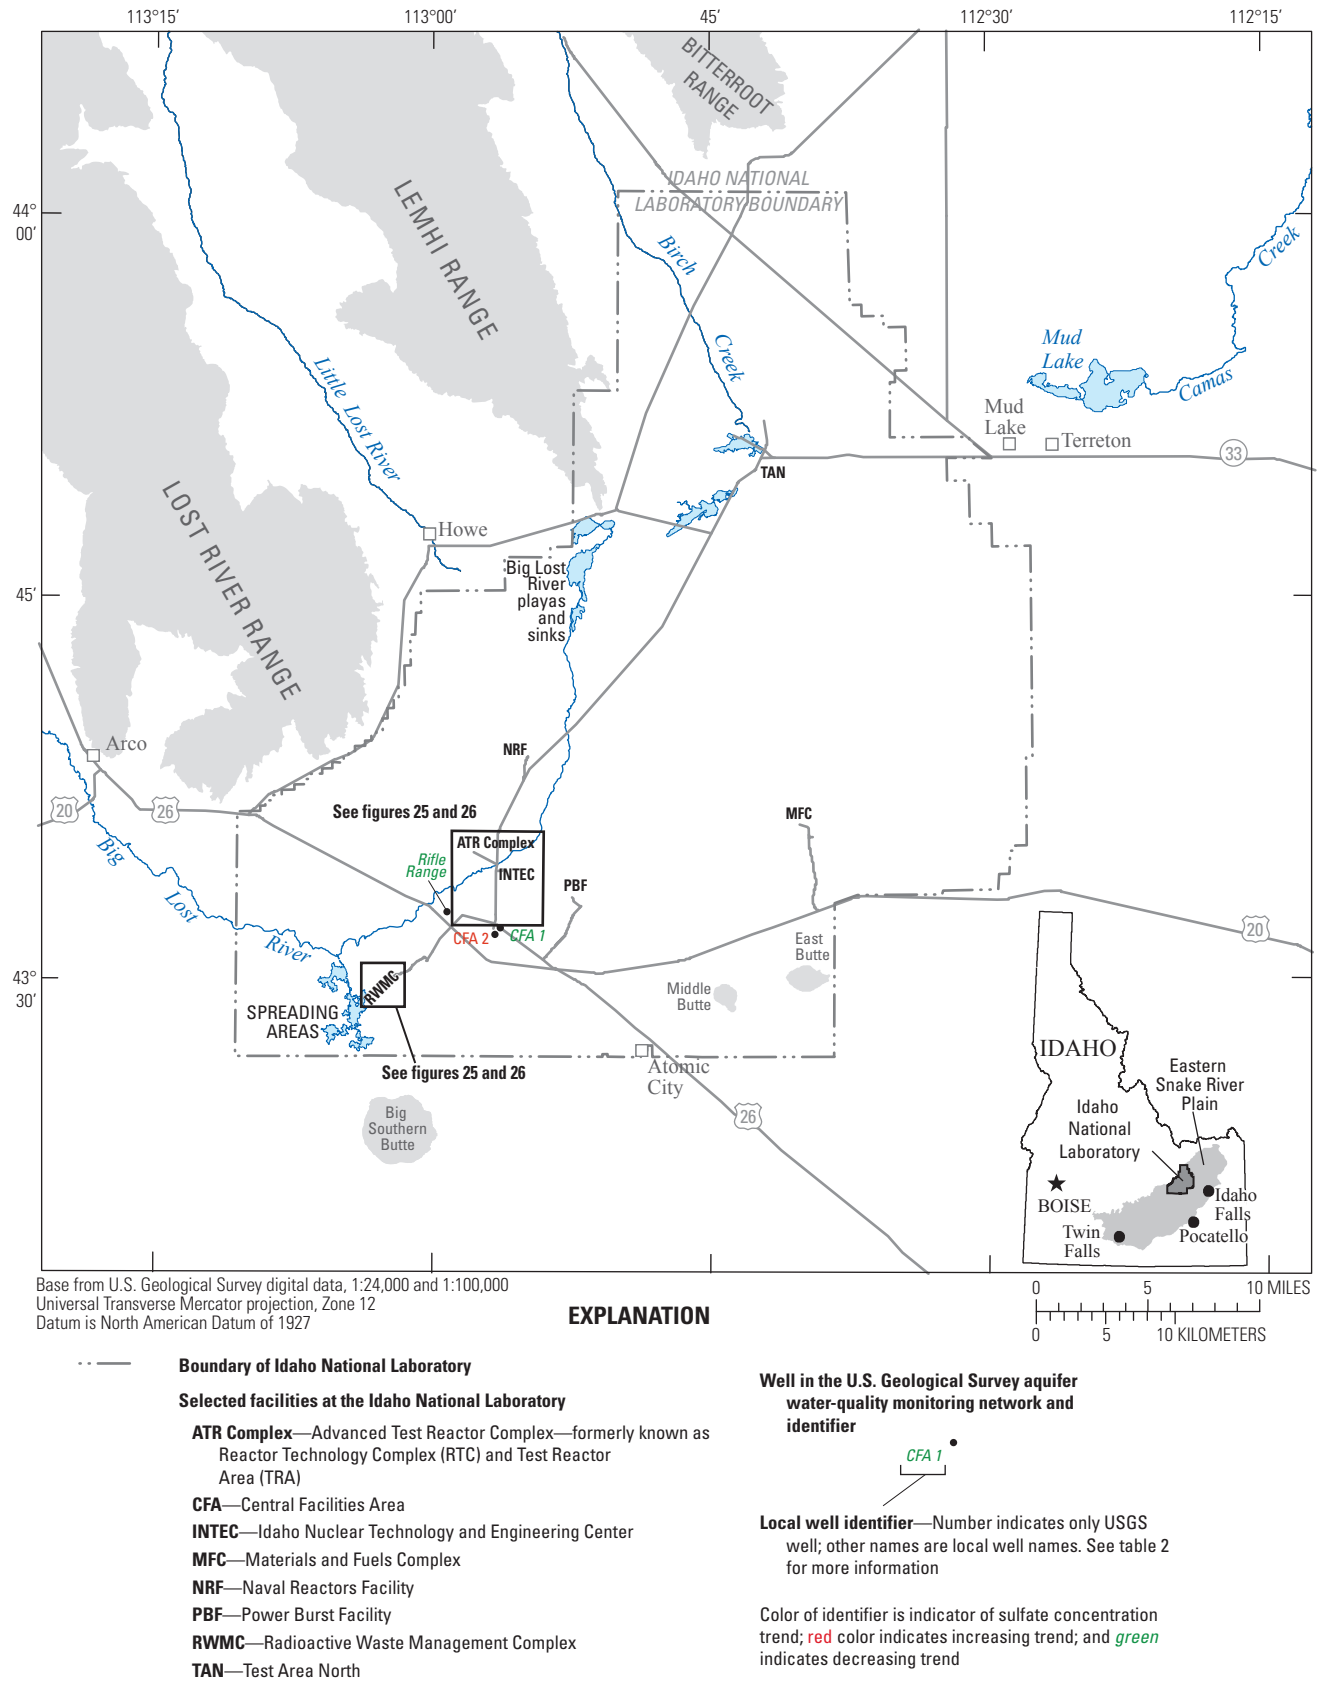 113°15′
113°00′
45′
112°30′
112°15′
BITTERROOT
RANGE
IDAHO NATIONAL
LABORATORY BOUNDARY
LEMHI RANGE
44°
00′
Birch
Creek
Creek
Camas
Mud
Lake
Little Lost River
Mud
Lake
Terreton
33
TAN
LOST RIVER RANGE
Howe
Big Lost
River
playas
and
sinks
45′
Arco
NRF
20
26
See figures 25 and 26
MFC
ATR Complex
Rifle
Range
INTEC
PBF
Big
Lost
River
CFA 2
CFA 1
20
East
Butte
43°
30′
RWMC
Middle
Butte
SPREADING
AREAS
See figures 25 and 26
Atomic
City
26
Big
Southern
Butte
IDAHO
Eastern
Snake River
Plain
Idaho
National
Laboratory
BOISE
Idaho
Falls
Twin
Falls
Pocatello
Base from U.S. Geological Survey digital data, 1:24,000 and 1:100,000
Universal Transverse Mercator projection, Zone 12
Datum is North American Datum of 1927
0 5 10 MILES
0 5 10 KILOMETERS
EXPLANATION
Boundary of Idaho National Laboratory
Selected facilities at the Idaho National Laboratory
ATR Complex—Advanced Test Reactor Complex—formerly known as
Reactor Technology Complex (RTC) and Test Reactor
Area (TRA)
CFA—Central Facilities Area
INTEC—Idaho Nuclear Technology and Engineering Center
MFC—Materials and Fuels Complex
NRF—Naval Reactors Facility
PBF—Power Burst Facility
RWMC—Radioactive Waste Management Complex
TAN—Test Area North
Well in the U.S. Geological Survey aquifer
water-quality monitoring network and
identifier
CFA 1
Local well identifier—Number indicates only USGS
well; other names are local well names. See table 2
for more information
Color of identifier is indicator of sulfate concentration
trend; red color indicates increasing trend; and green
indicates decreasing trend